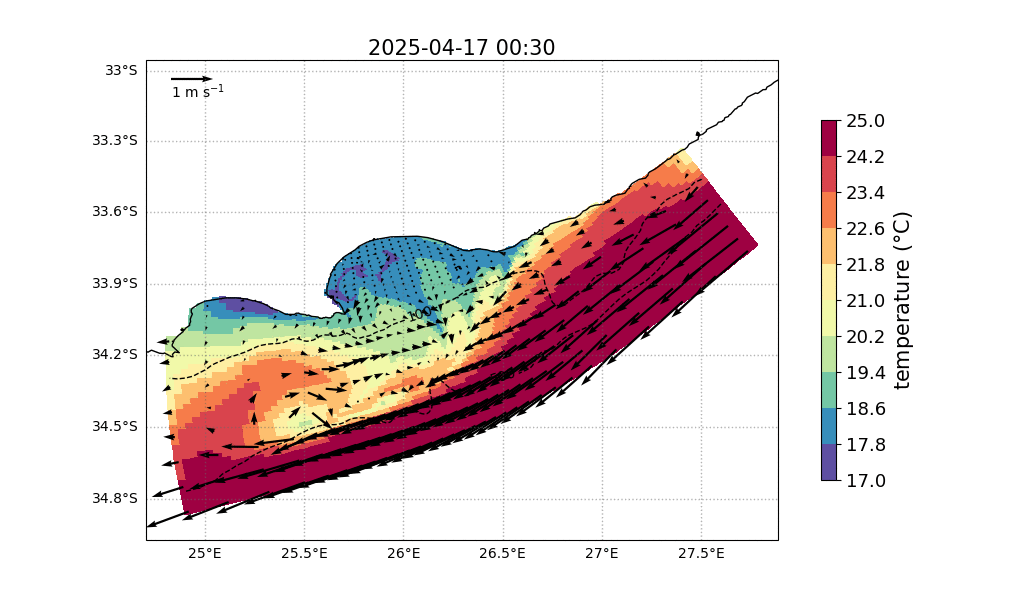 2025-04-17 00:30
1 m s⁻¹
33°S
33.3°S
33.6°S
33.9°S
34.2°S
34.5°S
34.8°S
25°E
25.5°E
26°E
26.5°E
27°E
27.5°E
100
25.0
24.2
23.4
22.6
21.8
21.0
20.2
19.4
18.6
17.8
17.0
temperature (°C)